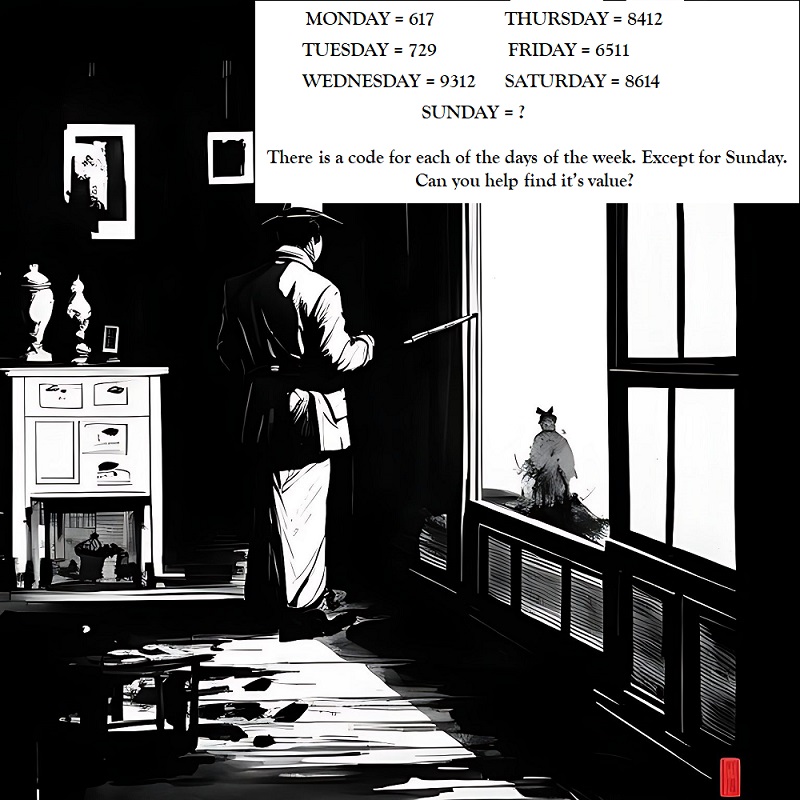 MONDAY = 617 THURSDAY = 8412
TUESDAY = 729 FRIDAY = 6511
WEDNESDAY = 9312 SATURDAY = 8614
SUNDAY = ?
There is a code for each of the days of the week. Except for Sunday.
Can you help find it's value?